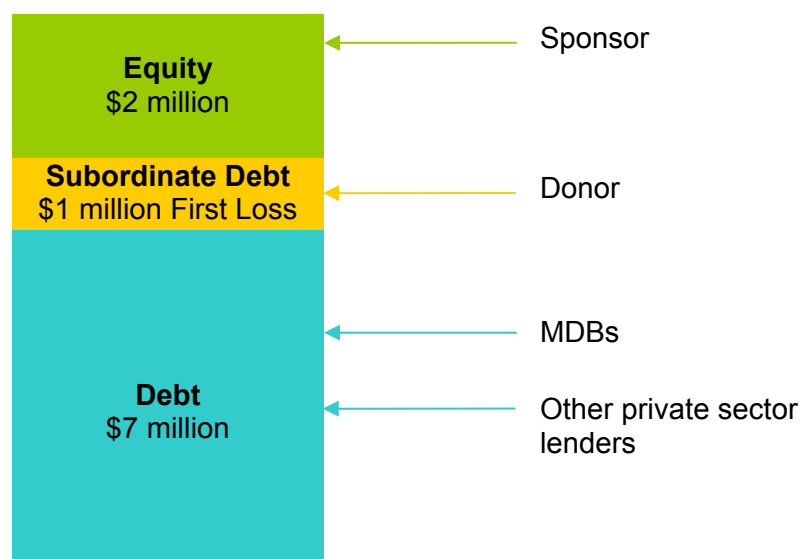 Equity
$2 million
Sponsor
Subordinate Debt
$1 million First Loss
Donor
Debt
$7 million
MDBs
Other private sector
lenders